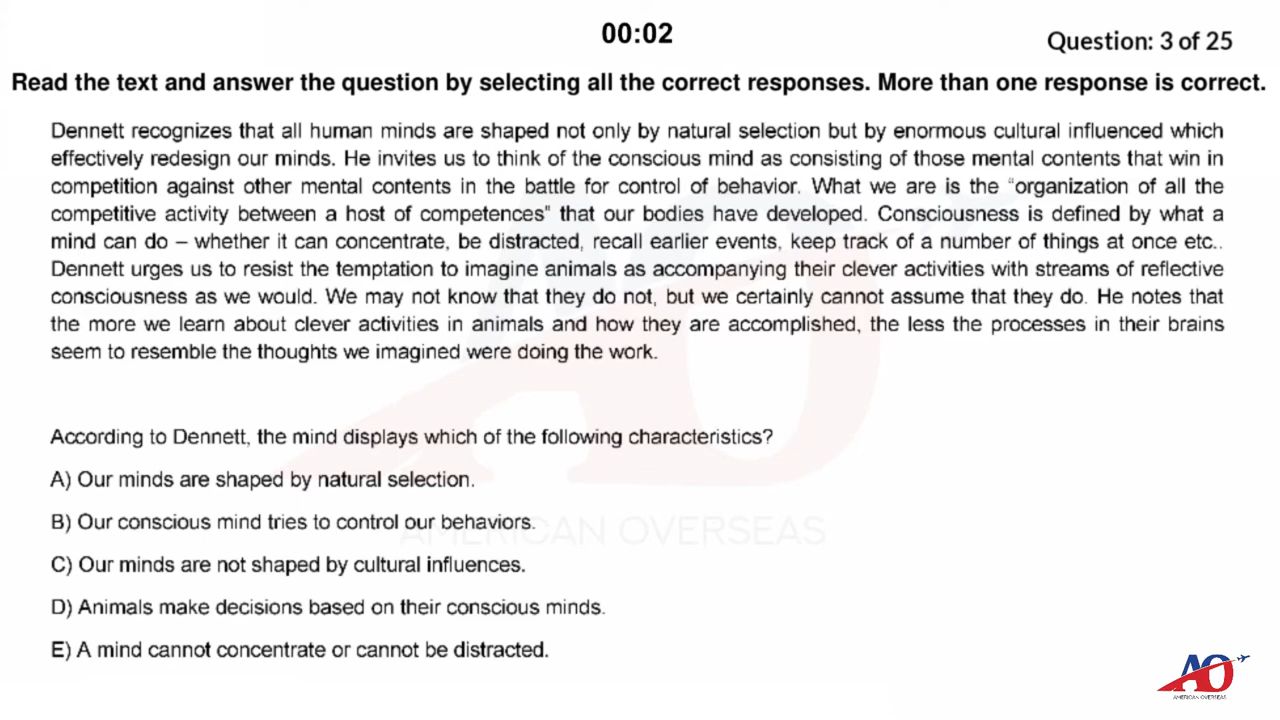 00:02
Question: 3 of 25
Read the text and answer the question by selecting all the correct responses. More than one response is correct.
Dennett recognizes that all human minds are shaped not only by natural selection but by enormous cultural influenced which
effectively redesign our minds. He invites us to think of the conscious mind as consisting of those mental contents that win in
competition against other mental contents in the battle for control of behavior. What we are is the “organization of all the
competitive activity between a host of competences" that our bodies have developed. Consciousness is defined by what a
mind can do – whether it can concentrate, be distracted, recall earlier events, keep track of a number of things at once etc..
Dennett urges us to resist the temptation to imagine animals as accompanying their clever activities with streams of reflective
consciousness as we would. We may not know that they do not, but we certainly cannot assume that they do. He notes that
the more we learn about clever activities in animals and how they are accomplished, the less the processes in their brains
seem to resemble the thoughts we imagined were doing the work.
According to Dennett, the mind displays which of the following characteristics?
A) Our minds are shaped by natural selection.
B) Our conscious mind tries to control our behaviors.
AMERICAN OVERSEAS
C) Our minds are not shaped by cultural influences.
D) Animals make decisions based on their conscious minds.
E) A mind cannot concentrate or cannot be distracted.
AO
AMERICAN OVERSEAS